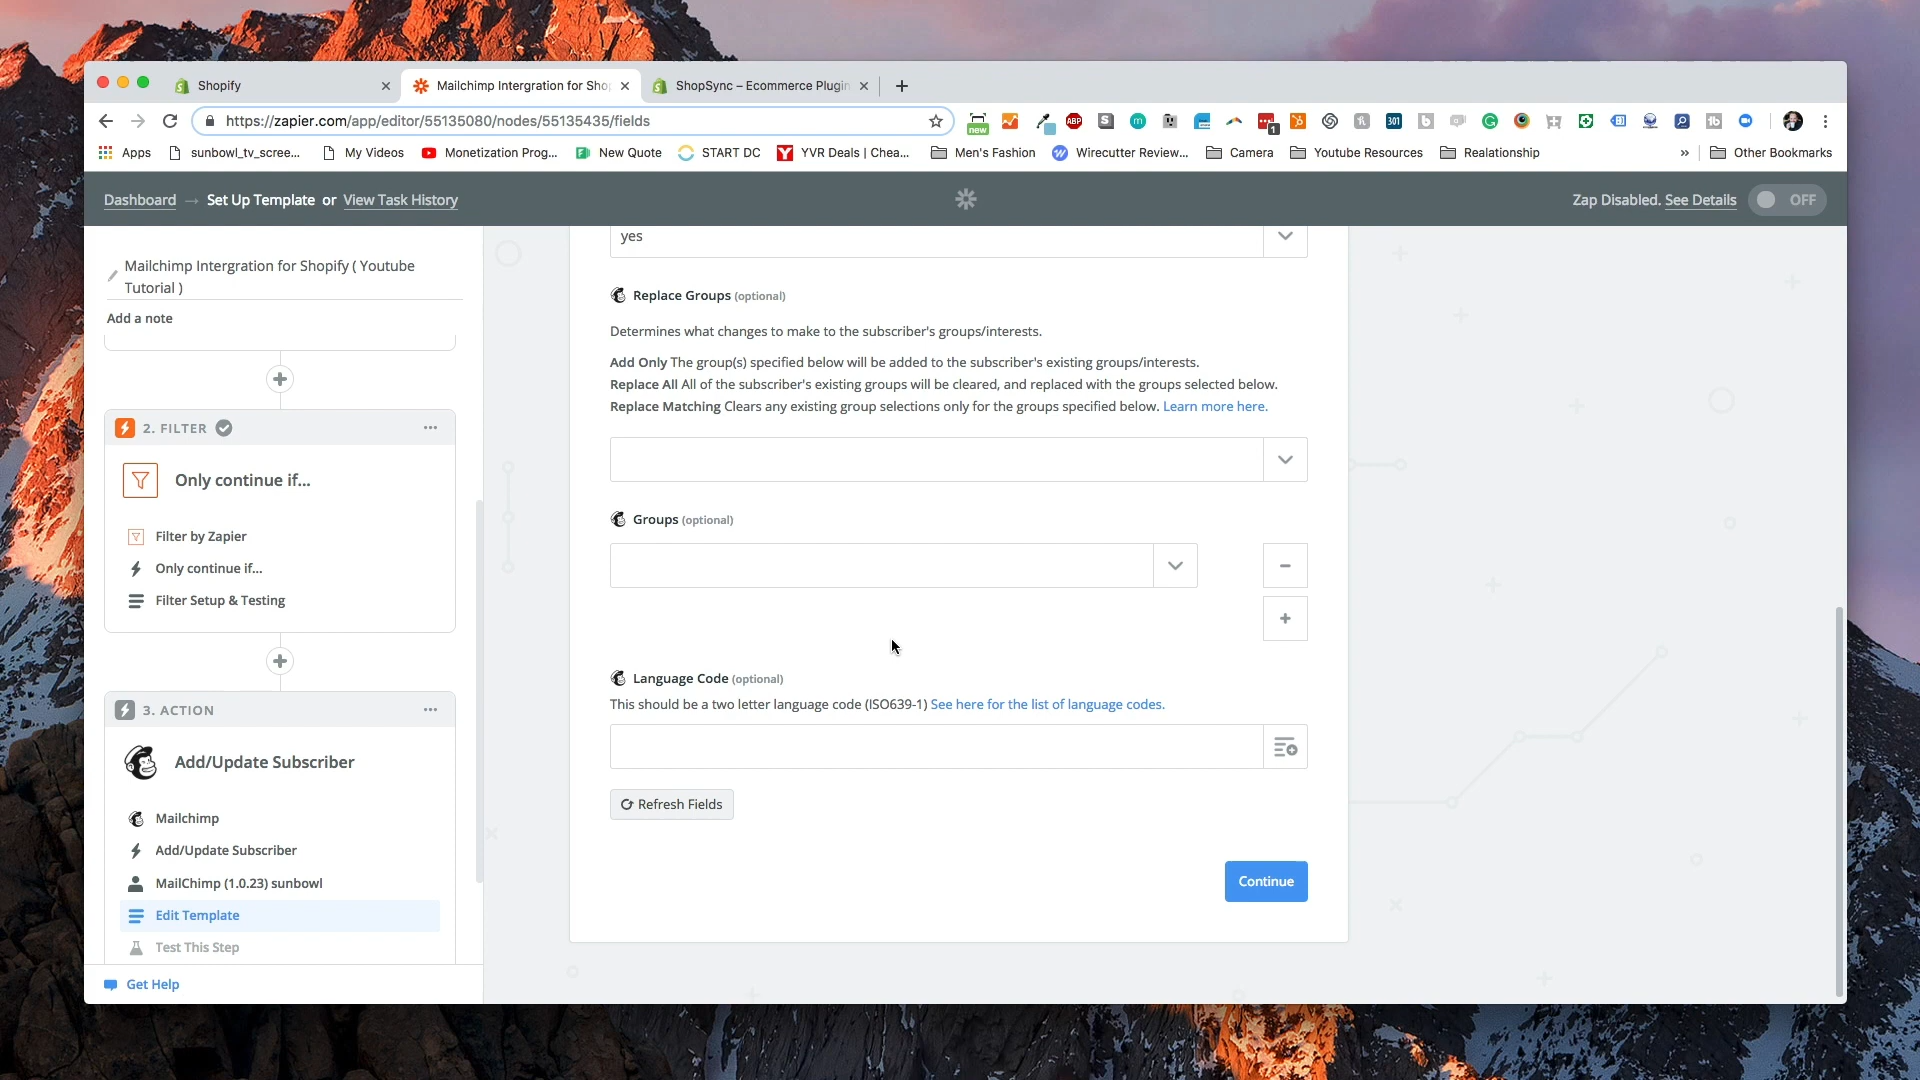 Shopify
Mailchimp Intergration for Sho
ShopSync – Ecommerce Plugin
https://zapier.com/app/editor/55135080/nodes/55135435/fields
new
ABP
S
m
1
301
b
G
tb
Apps
sunbowl_tv_scree...
My Videos
Monetization Prog...
New Quote
START DC
YVR Deals | Chea...
Men's Fashion
Wirecutter Review...
Camera
Youtube Resources
Realationship
»
Other Bookmarks
Dashboard → Set Up Template or View Task History
Zap Disabled. See Details
OFF
Mailchimp Intergration for Shopify ( Youtube
Tutorial )
Add a note
2. FILTER
Only continue if...
Filter by Zapier
Only continue if...
Filter Setup & Testing
3. ACTION
Add/Update Subscriber
Mailchimp
Add/Update Subscriber
MailChimp (1.0.23) sunbowl
Edit Template
Test This Step
Get Help
yes
Replace Groups (optional)
Determines what changes to make to the subscriber's groups/interests.
Add Only The group(s) specified below will be added to the subscriber's existing groups/interests.
Replace All All of the subscriber's existing groups will be cleared, and replaced with the groups selected below.
Replace Matching Clears any existing group selections only for the groups specified below. Learn more here.
Groups (optional)
Language Code (optional)
This should be a two letter language code (ISO639-1) See here for the list of language codes.
Refresh Fields
Continue